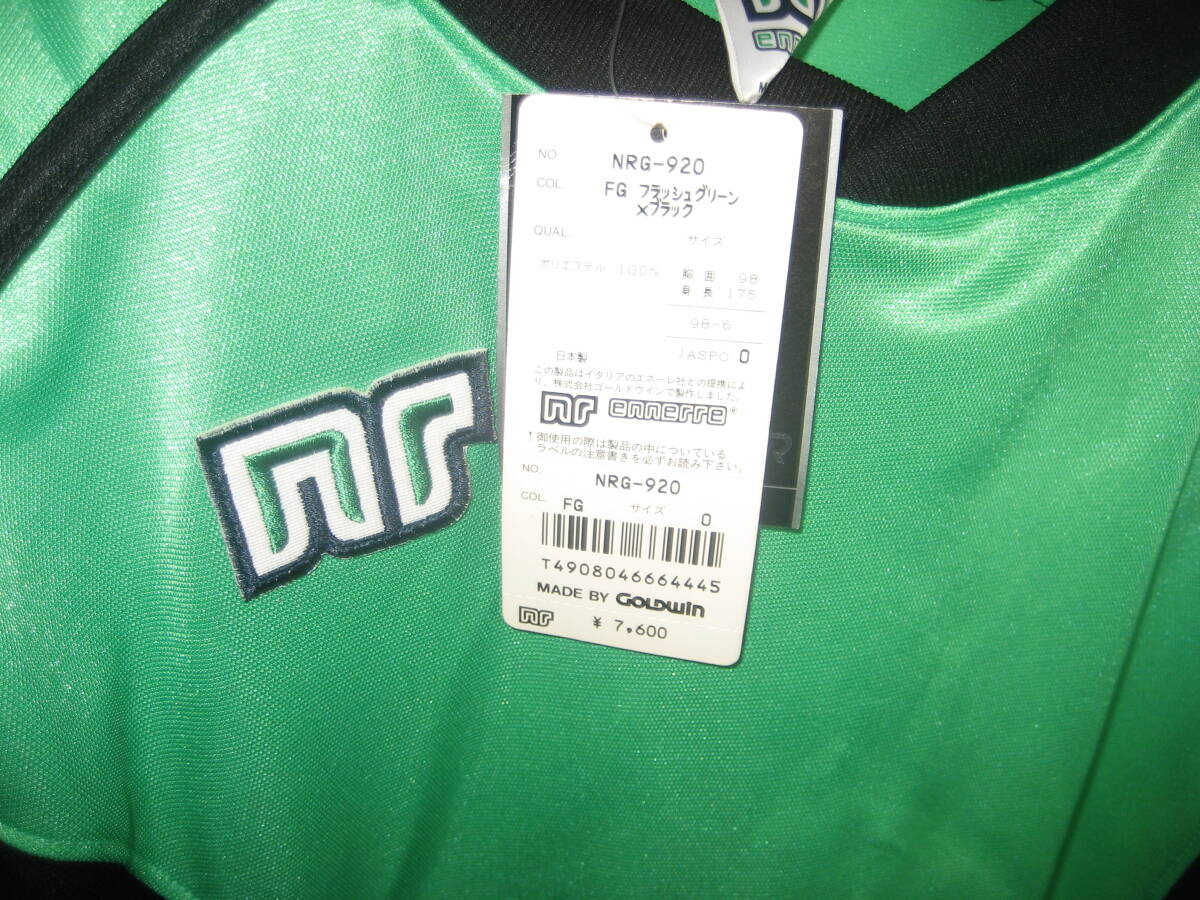 enn
NO. NRG-920
COL. FG フラッシュグリーン
×ブラック
QUAL. サイズ
ポリエステル 100% 胸囲 98
身長 175
98-6
日本製 JASPO O
この製品はイタリアのエネーレ社との提携によ
り、株式会社ゴールドウインで製作しました。
nr ennerre®
!御使用の際は製品の中についている
ラベルの注意書きを必ずお読み下さい。
NO. NRG-920
COL. FG サイズ O
T4908046664445
MADE BY GOLDWIN
nr ¥ 7,600
nr
R